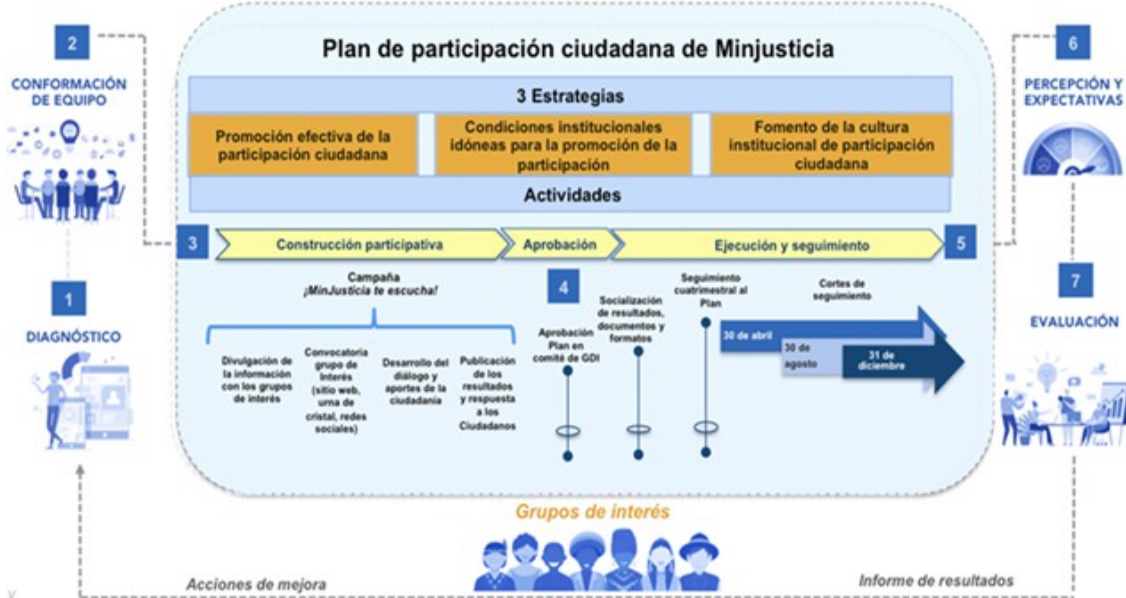 2
CONFORMACIÓN
DE EQUIPO
1
DIAGNÓSTICO
Plan de participación ciudadana de Minjusticia
3 Estrategias
Promoción efectiva de la
participación ciudadana
Condiciones institucionales
idóneas para la promoción de la
participación
Fomento de la cultura
institucional de participación
ciudadana
Actividades
3
Construcción participativa
Aprobación
Ejecución y seguimiento
5
Campaña
¡MinJusticia te escucha!
Divulgación de
la información
con los grupos
de interés
Convocatoria
grupo de
Interés
(sitio web,
urna de
cristal, redes
sociales)
Desarrollo del
diálogo y
aportes de la
ciudadanía
Publicación
de los
resultados
y respuesta
a los
Ciudadanos
4
Aprobación
Plan en
comité de GDI
Socialización
de resultados,
documentos y
formatos
Seguimiento
cuatrimestral al
Plan
Cortes de
seguimiento
30 de abril
30 de
agosto
31 de
diciembre
6
PERCEPCIÓN Y
EXPECTATIVAS
7
EVALUACIÓN
Grupos de interés
Acciones de mejora
Informe de resultados